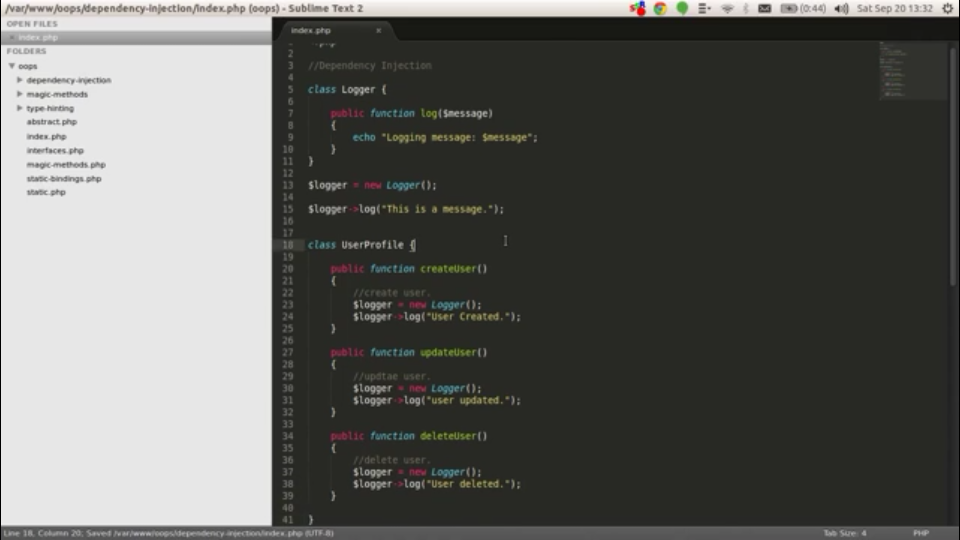 /var/www/oops/dependency-injection/index.php (oops) - Sublime Text 2
(0:44)
Sat Sep 20 13:32
OPEN FILES
index.php
FOLDERS
oops
dependency-injection
magic-methods
type-hinting
abstract.php
index.php
interfaces.php
magic-methods.php
static-bindings.php
static.php
index.php
2
3 //Dependency Injection
4
5 class Logger {
6
7 public function log($message)
8 {
9 echo "Logging message: $message";
10 }
11 }
12
13 $logger = new Logger();
14
15 $logger->log("This is a message.");
16
17
18 class UserProfile {
19
20 public function createUser()
21 {
22 //create user.
23 $logger = new Logger();
24 $logger->log("User Created.");
25 }
26
27 public function updateUser()
28 {
29 //updtae user.
30 $logger = new Logger();
31 $logger->log("user updated.");
32 }
33
34 public function deleteUser()
35 {
36 //delete user.
37 $logger = new Logger();
38 $logger->log("User deleted.");
39 }
40
41 }
Line 18, Column 20; Saved /var/www/oops/dependency-injection/index.php (UTF-8)
Tab Size: 4
PHP